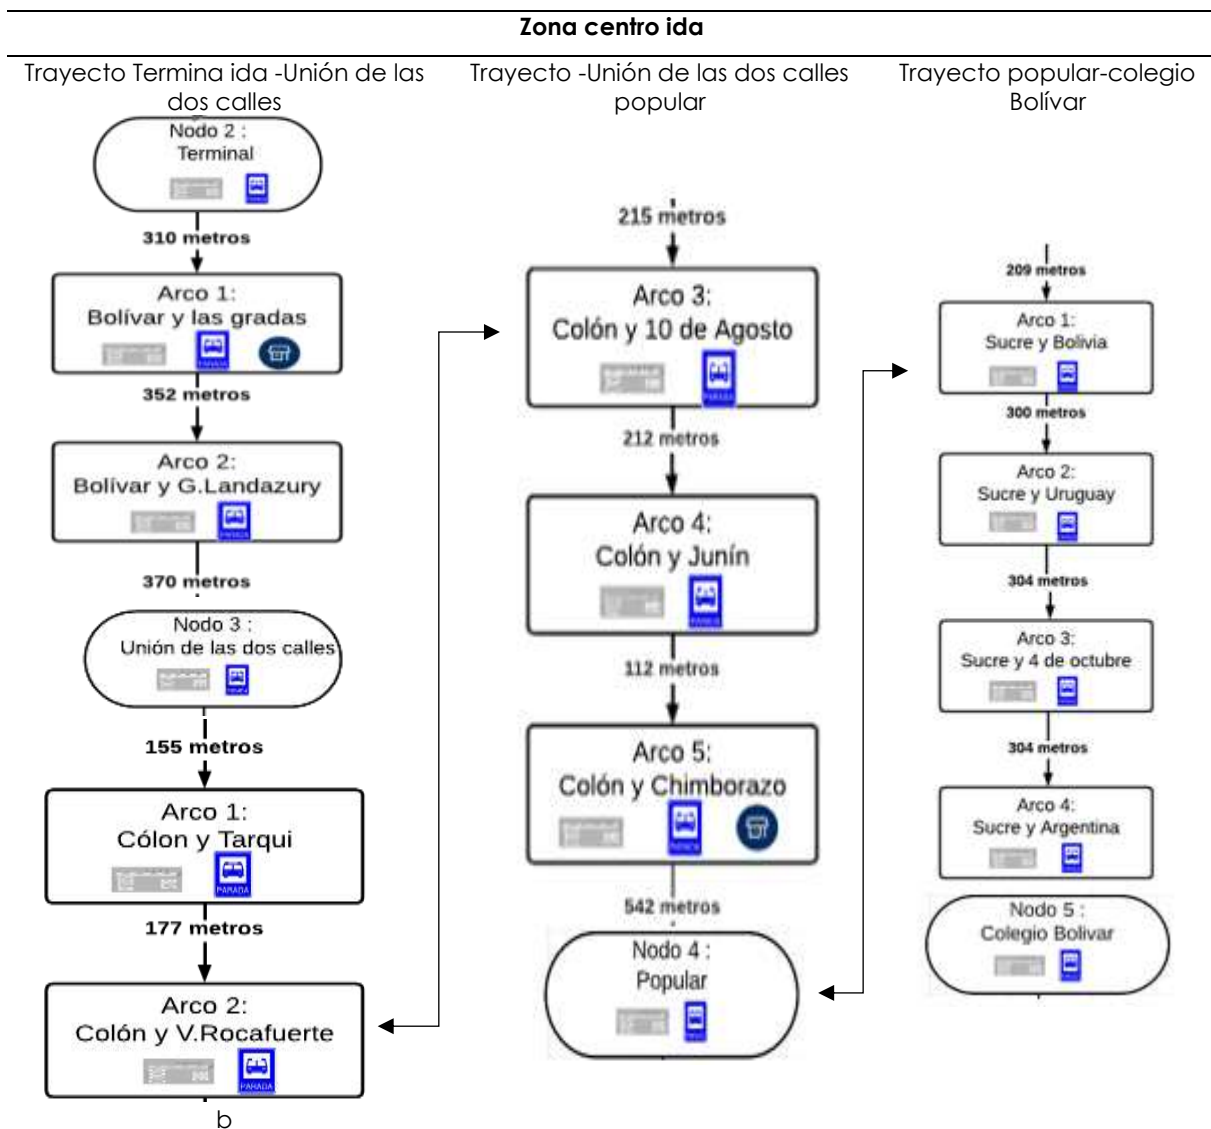 Zona centro ida
Trayecto Termina ida -Unión de las
dos calles
Nodo 2 :
Terminal
310 metros
Arco 1:
Bolívar y las gradas
PARADA
352 metros
Arco 2:
Bolívar y G.Landazury
370 metros
Nodo 3 :
Unión de las dos calles
155 metros
Arco 1:
Cólon y Tarqui
PARADA
177 metros
Arco 2:
Colón y V.Rocafuerte
PARADA
b
Trayecto -Unión de las dos calles
popular
215 metros
Arco 3:
Colón y 10 de Agosto
PARADA
212 metros
Arco 4:
Colón y Junín
112 metros
Arco 5:
Colón y Chimborazo
542 metros
Nodo 4 :
Popular
Trayecto popular-colegio
Bolívar
209 metros
Arco 1:
Sucre y Bolivia
300 metros
Arco 2:
Sucre y Uruguay
304 metros
Arco 3:
Sucre y 4 de octubre
304 metros
Arco 4:
Sucre y Argentina
Nodo 5 :
Colegio Bolivar